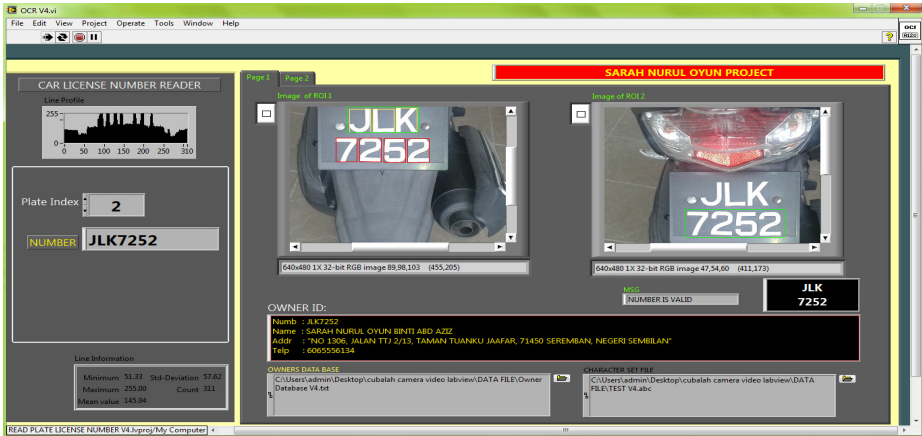 OCR V4.vi
File Edit View Project Operate Tools Window Help
OCI
Page 1 Page 2
SARAH NURUL OYUN PROJECT
CAR LICENSE NUMBER READER
Line Profile
255
0
0 50 100 150 200 250 310
Plate Index 2
NUMBER JLK7252
Image of ROI1
JLK
7252
640x480 1X 32-bit RGB image 89,98,103 (455,205)
Image of ROI2
JLK
7252
640x480 1X 32-bit RGB image 47,54,60 (411,173)
MSG
NUMBER IS VALID
JLK
7252
OWNER ID:
Numb : JLK7252
Name : SARAH NURUL OYUN BINTI ABD AZIZ
Addr : "NO 1306, JALAN TTJ 2/13, TAMAN TUANKU JAAFAR, 71450 SEREMBAN, NEGERI SEMBILAN"
Telp : 6065556134
Line Information
Minimum 51.33 Std-Deviation 57.62
Maximum 255.00 Count 311
Mean value 145.94
OWNERS DATA BASE
C:\Users\admin\Desktop\cubalah camera video labview\DATA FILE\Owner
Database V4.txt
CHARACTER SET FILE
C:\Users\admin\Desktop\cubalah camera video labview\DATA
FILE\TEST V4.abc
READ PLATE LICENSE NUMBER V4.lvproj/My Computer